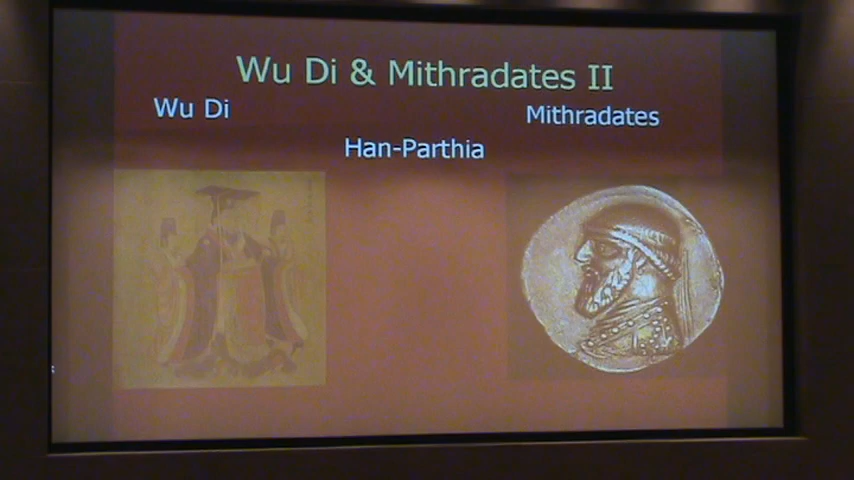 Wu Di & Mithradates II
Wu Di
Mithradates
Han-Parthia